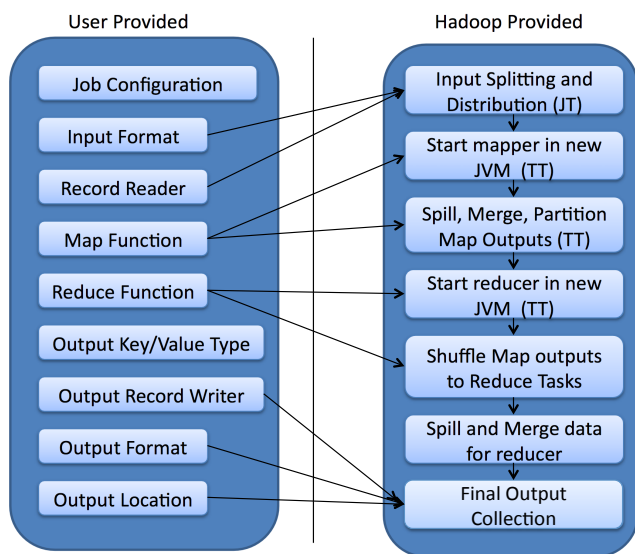 User Provided
Job Configuration
Input Format
Record Reader
Map Function
Reduce Function
Output Key/Value Type
Output Record Writer
Output Format
Output Location
Hadoop Provided
Input Splitting and
Distribution (JT)
Start mapper in new
JVM (TT)
Spill, Merge, Partition
Map Outputs (TT)
Start reducer in new
JVM (TT)
Shuffle Map outputs
to Reduce Tasks
Spill and Merge data
for reducer
Final Output
Collection